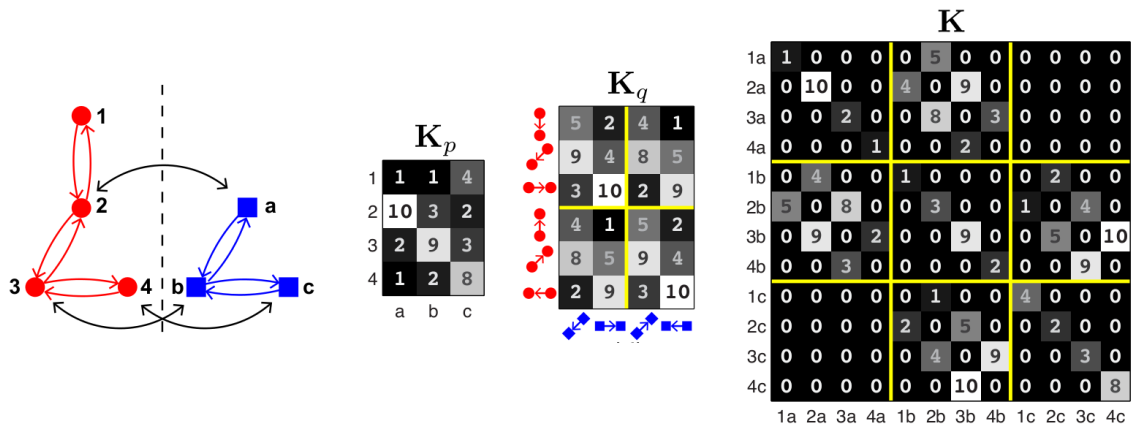 1
2
3
4
a
b
c
K_p
1 1 1 4
2 10 3 2
3 2 9 3
4 1 2 8
a b c
K_q
5 2 4 1
9 4 8 5
3 10 2 9
4 1 5 2
8 5 9 4
2 9 3 10
K
1a 1 0 0 0 0 5 0 0 0 0 0 0
2a 0 10 0 0 4 0 9 0 0 0 0 0
3a 0 0 2 0 0 8 0 3 0 0 0 0
4a 0 0 0 1 0 0 2 0 0 0 0 0
1b 0 4 0 0 1 0 0 0 0 2 0 0
2b 5 0 8 0 0 3 0 0 1 0 4 0
3b 0 9 0 2 0 0 9 0 0 5 0 10
4b 0 0 3 0 0 0 0 2 0 0 9 0
1c 0 0 0 0 0 1 0 0 4 0 0 0
2c 0 0 0 0 2 0 5 0 0 2 0 0
3c 0 0 0 0 0 4 0 9 0 0 3 0
4c 0 0 0 0 0 0 10 0 0 0 0 8
1a 2a 3a 4a 1b 2b 3b 4b 1c 2c 3c 4c